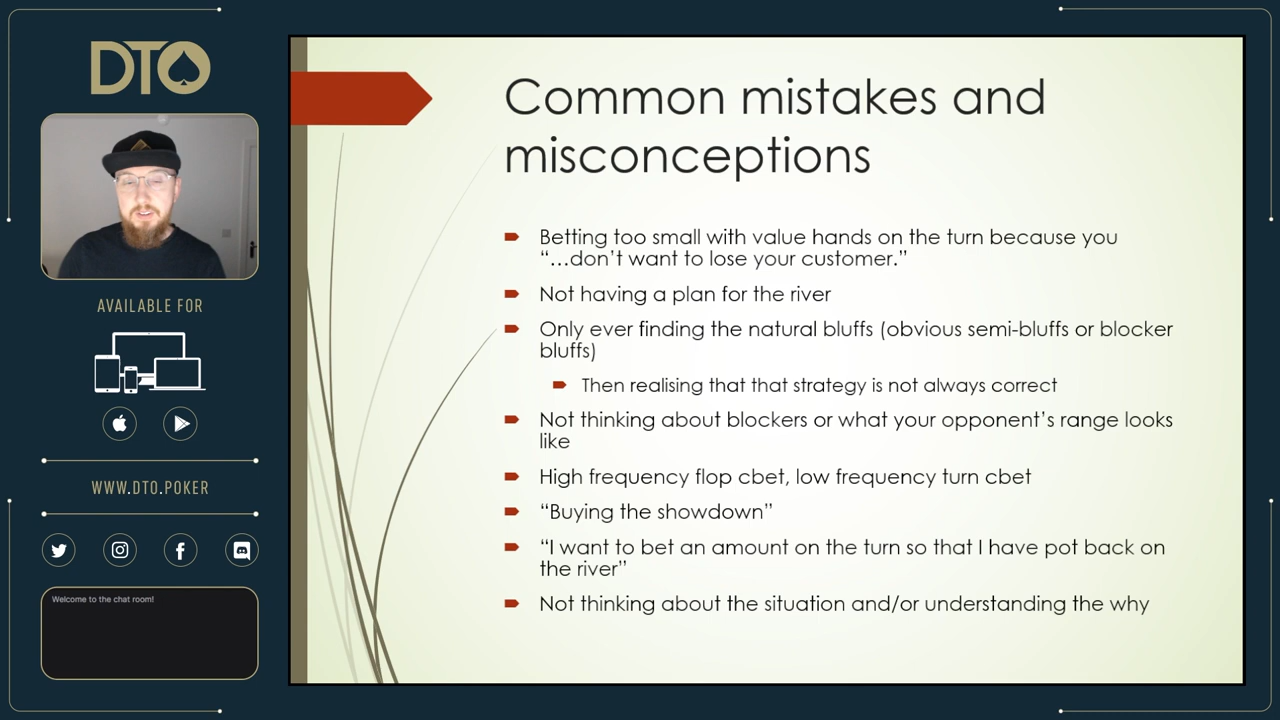 DTO
AVAILABLE FOR
WWW.DTO.POKER
Welcome to the chat room!
Common mistakes and
misconceptions
Betting too small with value hands on the turn because you
“...don’t want to lose your customer.”
Not having a plan for the river
Only ever finding the natural bluffs (obvious semi-bluffs or blocker
bluffs)
Then realising that that strategy is not always correct
Not thinking about blockers or what your opponent’s range looks
like
High frequency flop cbet, low frequency turn cbet
“Buying the showdown”
“I want to bet an amount on the turn so that I have pot back on
the river”
Not thinking about the situation and/or understanding the why